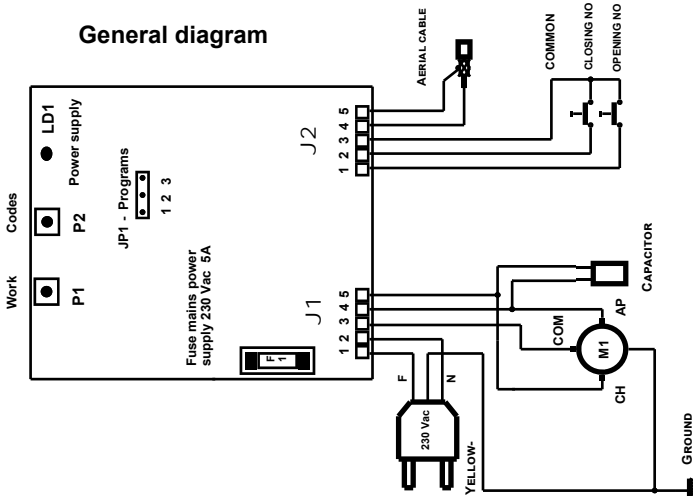 General diagram
Work
Codes
P1
P2
LD1
Power supply
JP1 - Programs
1 2 3
Fuse mains power
supply 230 Vac 5A
F
1
J1
1 2 3 4 5
J2
1 2 3 4 5
AERIAL CABLE
COMMON
CLOSING NO
OPENING NO
F
N
230 Vac
YELLOW-
COM
M1
AP
CH
CAPACITOR
GROUND